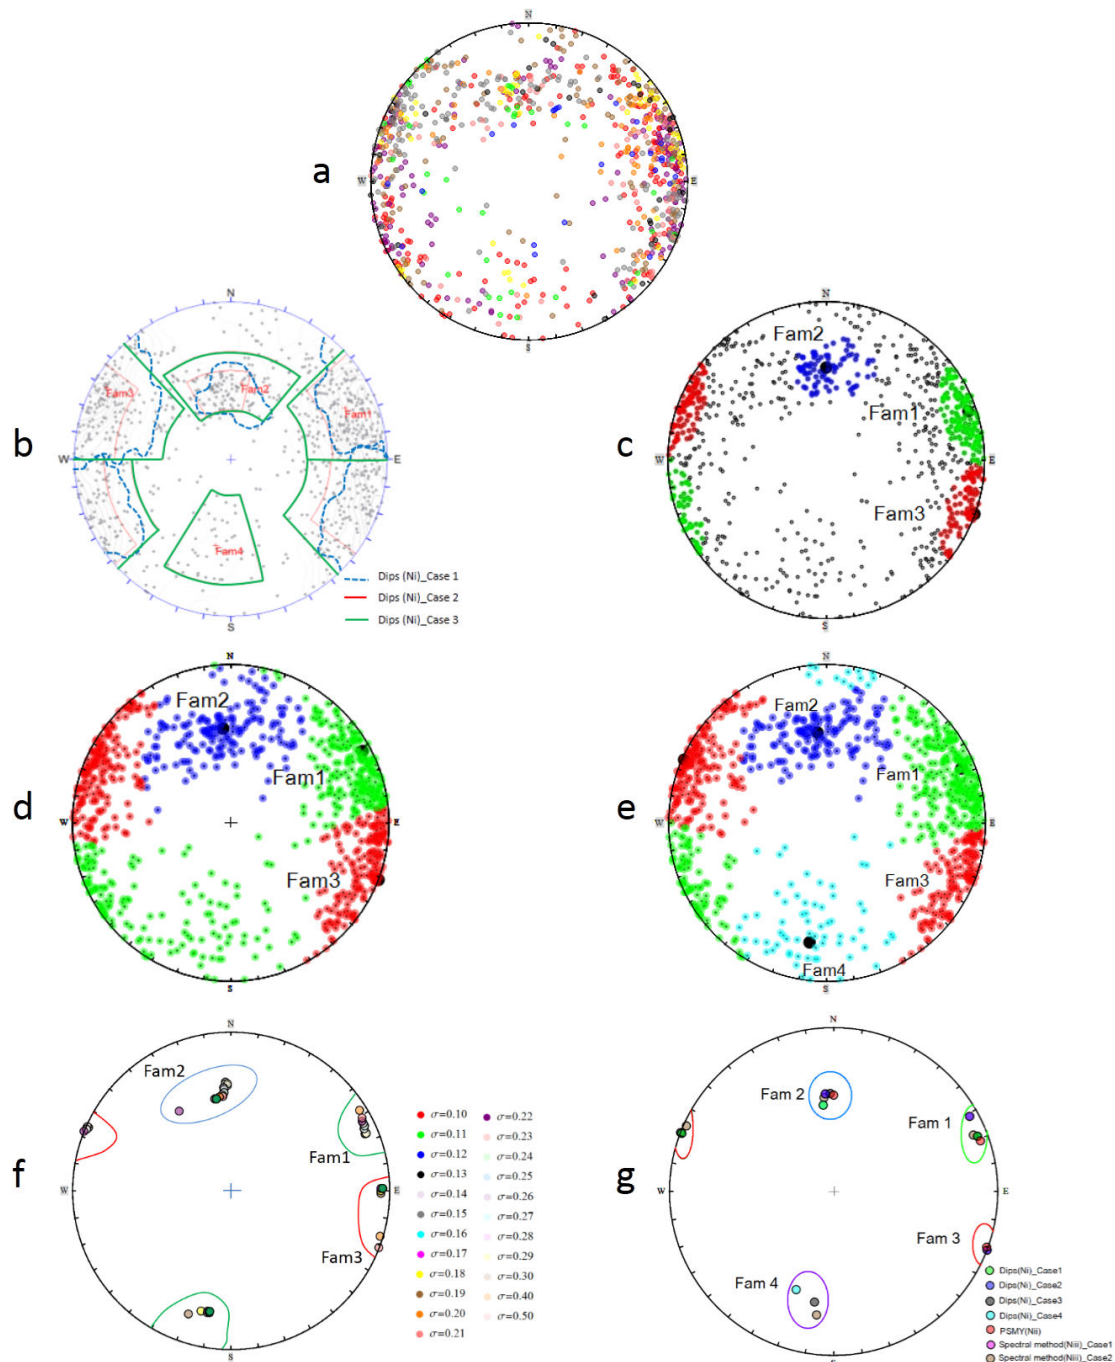 N
a
W
E
S
N
Fam3
Fam2
Fam1
b
W
E
Fam4
Dips (Ni)_Case 1
Dips (Ni)_Case 2
Dips (Ni)_Case 3
S
N
Fam2
Fam1
c
W
E
Fam3
S
N
Fam2
Fam1
d
W
E
Fam3
S
N
Fam2
Fam1
e
W
E
Fam3
Fam4
S
N
Fam2
Fam1
f
W
E
Fam3
S
σ=0.10
σ=0.11
σ=0.12
σ=0.13
σ=0.14
σ=0.15
σ=0.16
σ=0.17
σ=0.18
σ=0.19
σ=0.20
σ=0.21
σ=0.22
σ=0.23
σ=0.24
σ=0.25
σ=0.26
σ=0.27
σ=0.28
σ=0.29
σ=0.30
σ=0.40
σ=0.50
N
Fam 2
Fam 1
g
W
E
Fam 3
Fam 4
S
Dips(Ni)_Case1
Dips(Ni)_Case2
Dips(Ni)_Case3
Dips(Ni)_Case4
PSMY(Nii)
Spectral method(Niii)_Case1
Spectral method(Niii)_Case2